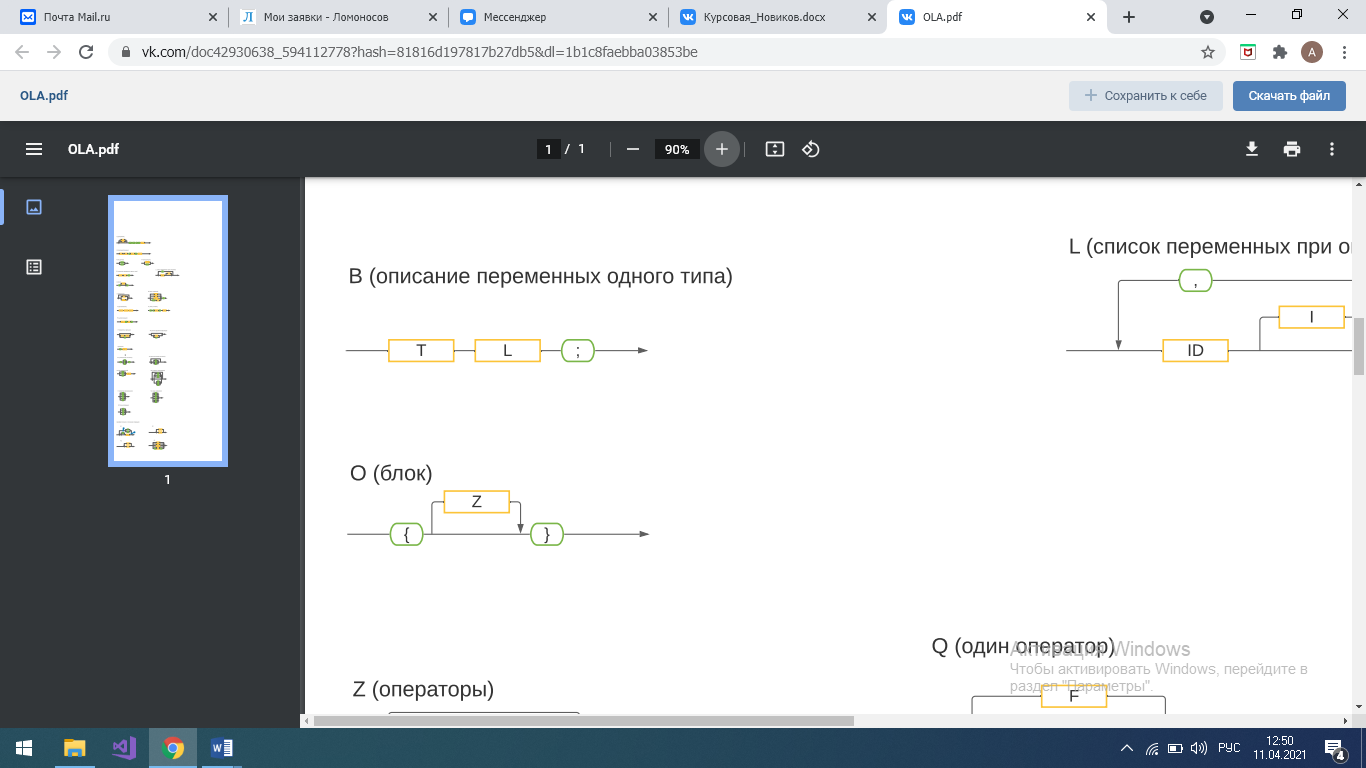 Почта Mail.ru
Мои заявки - Ломоносов
Мессенджер
Курсовая_Новиков.docx
OLA.pdf
vk.com/doc42930638_594112778?hash=81816d197817b27db5&dl=1b1c8faebba03853be
A
OLA.pdf
Сохранить к себе
Скачать файл
OLA.pdf
1 / 1
90%
1
L (список переменных при о
B (описание переменных одного типа)
,
I
T
L
;
ID
O (блок)
Z
{
}
Q (один оператор)
Активация Windows
Чтобы активировать Windows, перейдите в
раздел "Параметры".
Z (операторы)
F
РУС
12:50
11.04.2021
4